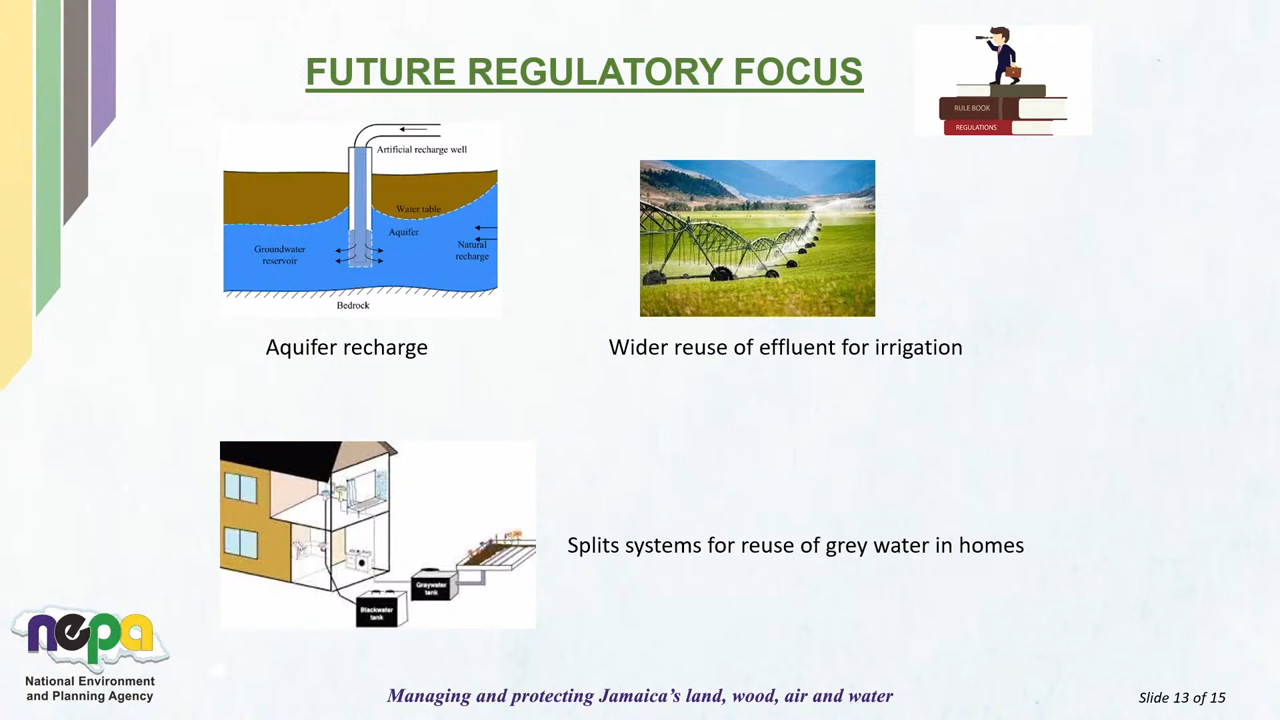 FUTURE REGULATORY FOCUS
RULE BOOK
REGULATIONS
Artificial recharge well
Water table
Aquifer
Groundwater
reservoir
Natural
recharge
Bedrock
Aquifer recharge
Wider reuse of effluent for irrigation
Graywater
tank
Blackwater
tank
Splits systems for reuse of grey water in homes
nepa
National Environment
and Planning Agency
Managing and protecting Jamaica's land, wood, air and water
Slide 13 of 15